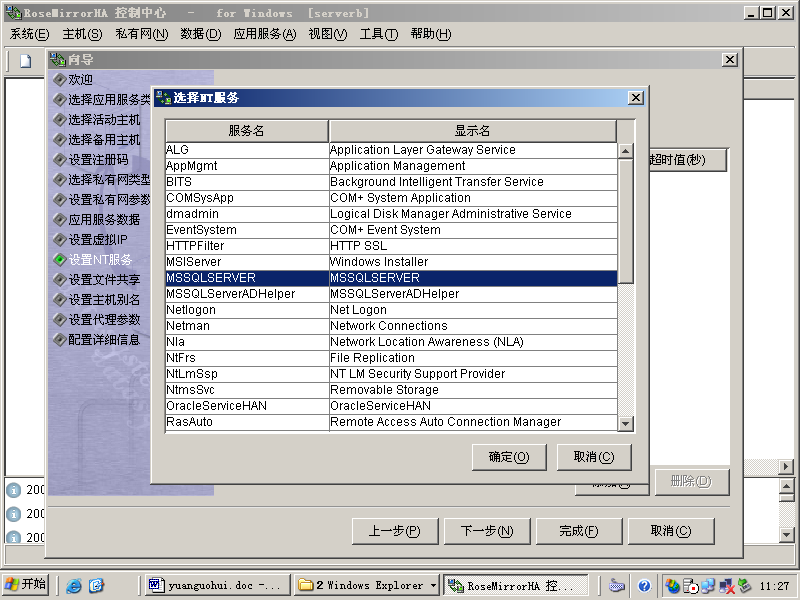 RoseMirrorHA 控制中心 - for Windows [serverb]
系统(E) 主机(S) 私有网(N) 数据(D) 应用服务(A) 视图(V) 工具(T) 帮助(H)
向导
欢迎
选择应用服务类
选择活动主机
选择备用主机
设置注册码
选择私有网类型
设置私有网参数
应用服务数据
设置虚拟IP
设置NT服务
设置文件共享
设置主机别名
设置代理参数
配置详细信息
选择NT服务
服务名 显示名
ALG Application Layer Gateway Service
AppMgmt Application Management
BITS Background Intelligent Transfer Service
COMSysApp COM+ System Application
dmadmin Logical Disk Manager Administrative Service
EventSystem COM+ Event System
HTTPFilter HTTP SSL
MSIServer Windows Installer
MSSQLSERVER MSSQLSERVER
MSSQLServerADHelper MSSQLServerADHelper
Netlogon Net Logon
Netman Network Connections
Nla Network Location Awareness (NLA)
NtFrs File Replication
NtLmSsp NT LM Security Support Provider
NtmsSvc Removable Storage
OracleServiceHAN OracleServiceHAN
RasAuto Remote Access Auto Connection Manager
确定(O) 取消(C)
超时值(秒)
删除(D)
200
200
200
上一步(P) 下一步(N) 完成(F) 取消(C)
开始 yuanguohui.doc -... 2 Windows Explorer RoseMirrorHA 控... 11:27